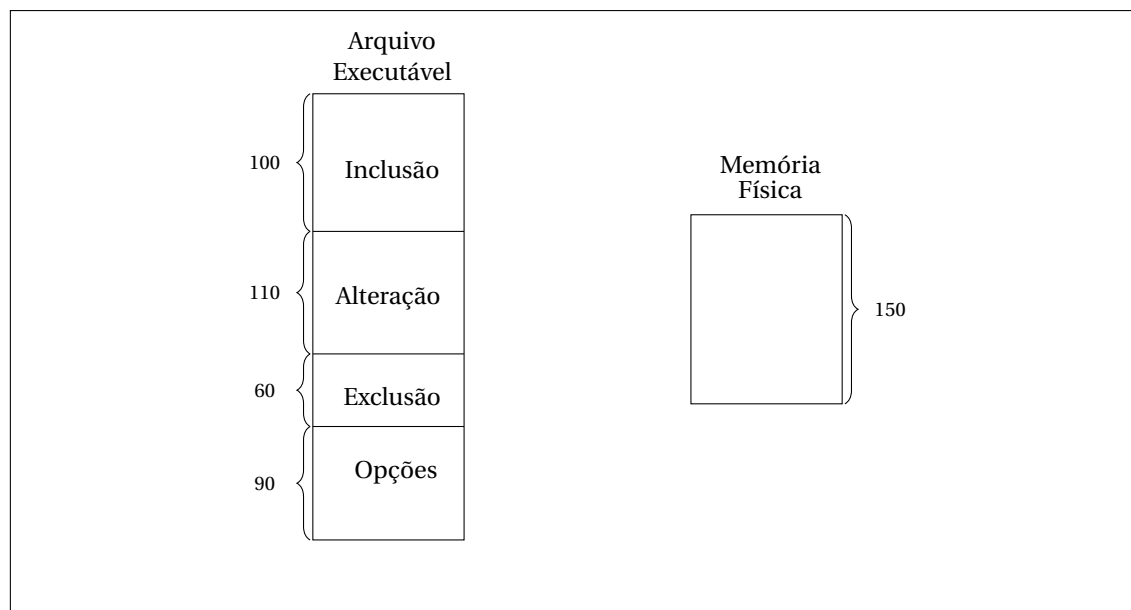 Arquivo
Executável
100
Inclusão
110
Alteração
60
Exclusão
90
Opções
Memória
Física
150